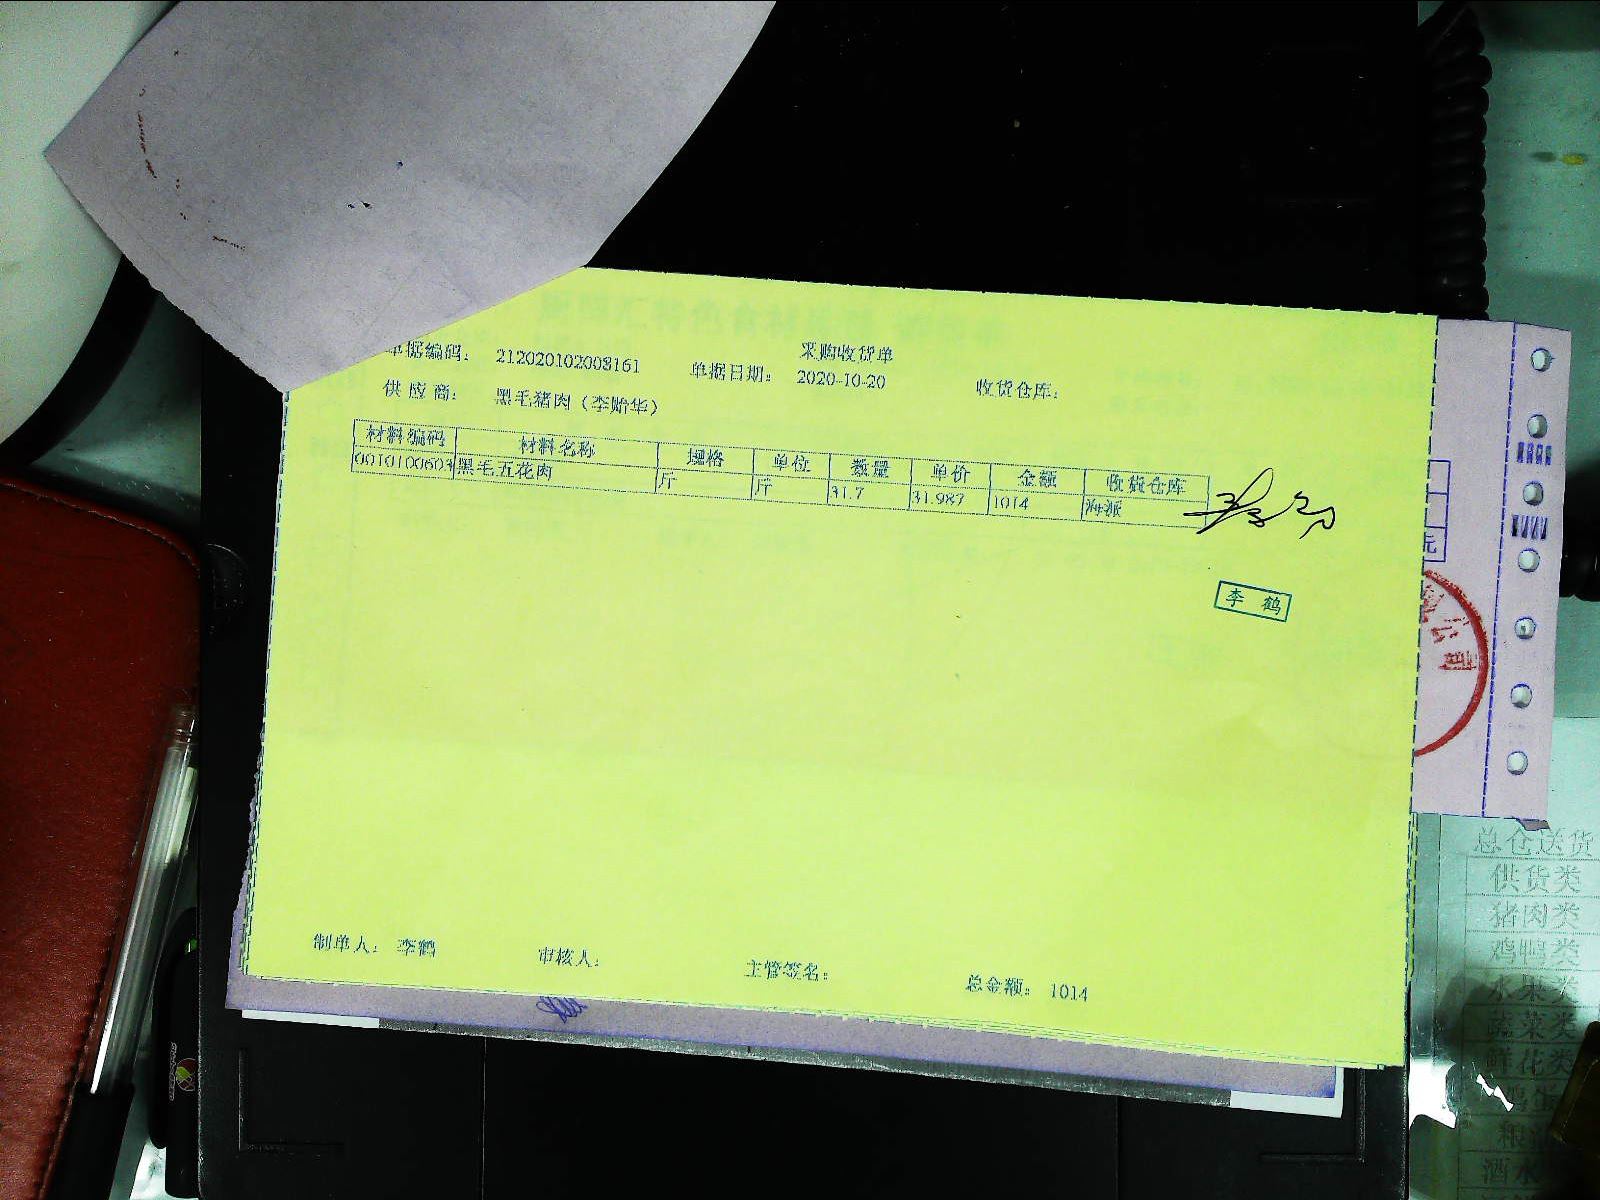 采购收货单
单据编码： 212020102008161 单据日期： 2020-10-20 收货仓库：
供应商： 黑毛猪肉（李贻华）
材料编码 材料名称 规格 单位 数量 单价 金额 收货仓库
0010100603 黑毛五花肉 斤 斤 31.7 31.987 1014 海派
李鹤
元
公司
制单人： 李鹤 审核人： 主管签名： 总金额： 1014
总仓送货
供货类
猪肉类
鸡鸭类
水果类
蔬菜类
鲜花类